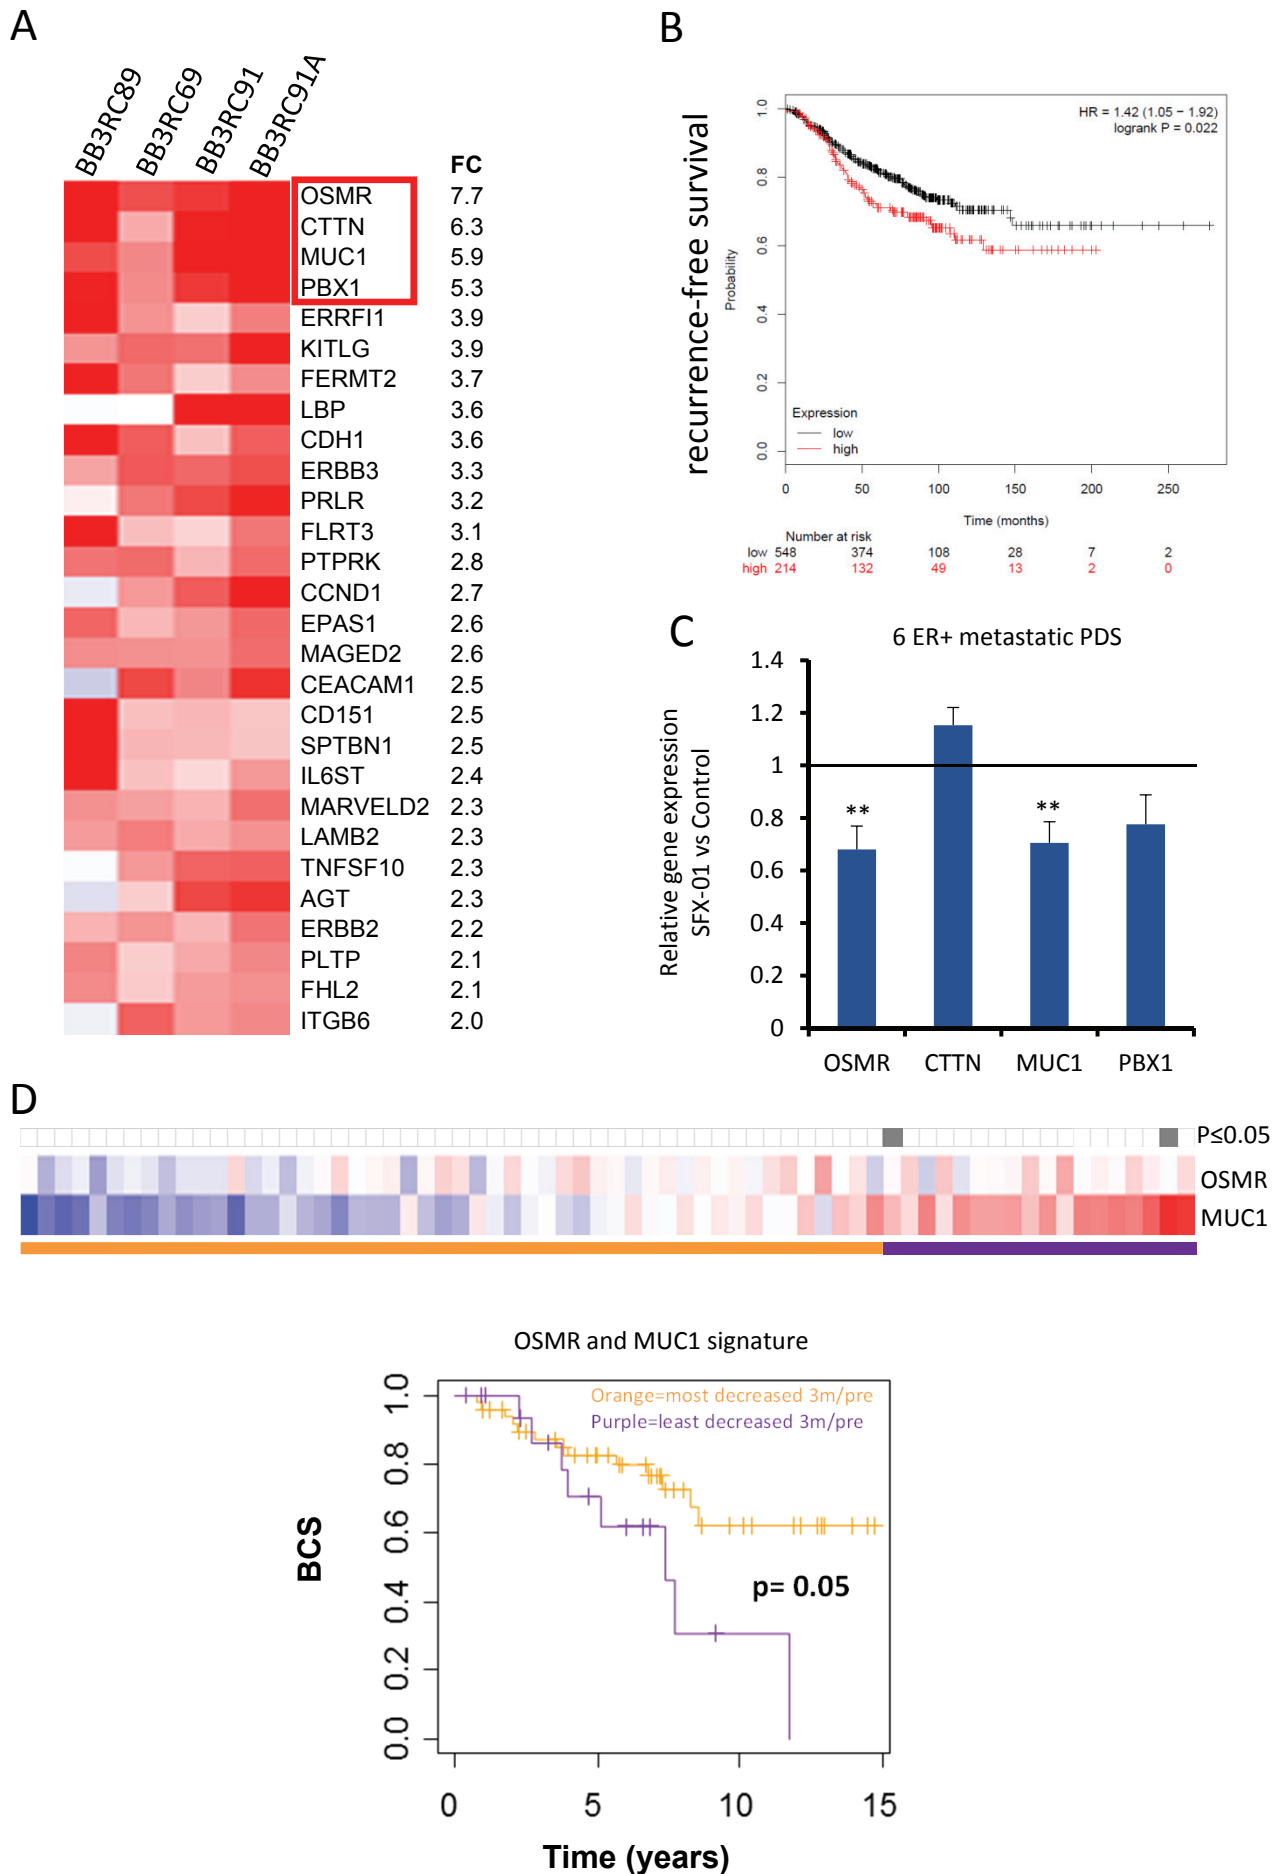 A
BB3RC89
BB3RC69
BB3RC91
BB3RC91A
FC
OSMR 7.7
CTTN 6.3
MUC1 5.9
PBX1 5.3
ERRFI1 3.9
KITLG 3.9
FERMT2 3.7
LBP 3.6
CDH1 3.6
ERBB3 3.3
PRLR 3.2
FLRT3 3.1
PTPRK 2.8
CCND1 2.7
EPAS1 2.6
MAGED2 2.6
CEACAM1 2.5
CD151 2.5
SPTBN1 2.5
IL6ST 2.4
MARVELD2 2.3
LAMB2 2.3
TNFSF10 2.3
AGT 2.3
ERBB2 2.2
PLTP 2.1
FHL2 2.1
ITGB6 2.0
B
recurrence-free survival
Probability
1.0
0.8
0.6
0.4
0.2
0.0
HR = 1.42 (1.05 − 1.92)
logrank P = 0.022
Expression
low
high
0 50 100 150 200 250
Time (months)
Number at risk
low 548 374 108 28 7 2
high 214 132 49 13 2 0
C
6 ER+ metastatic PDS
Relative gene expression
SFX-01 vs Control
1.4
1.2
1
0.8
0.6
0.4
0.2
0
**
**
OSMR CTTN MUC1 PBX1
D
P≤0.05
OSMR
MUC1
OSMR and MUC1 signature
Orange=most decreased 3m/pre
Purple=least decreased 3m/pre
BCS
1.0
0.8
0.6
0.4
0.2
0.0
p= 0.05
0 5 10 15
Time (years)